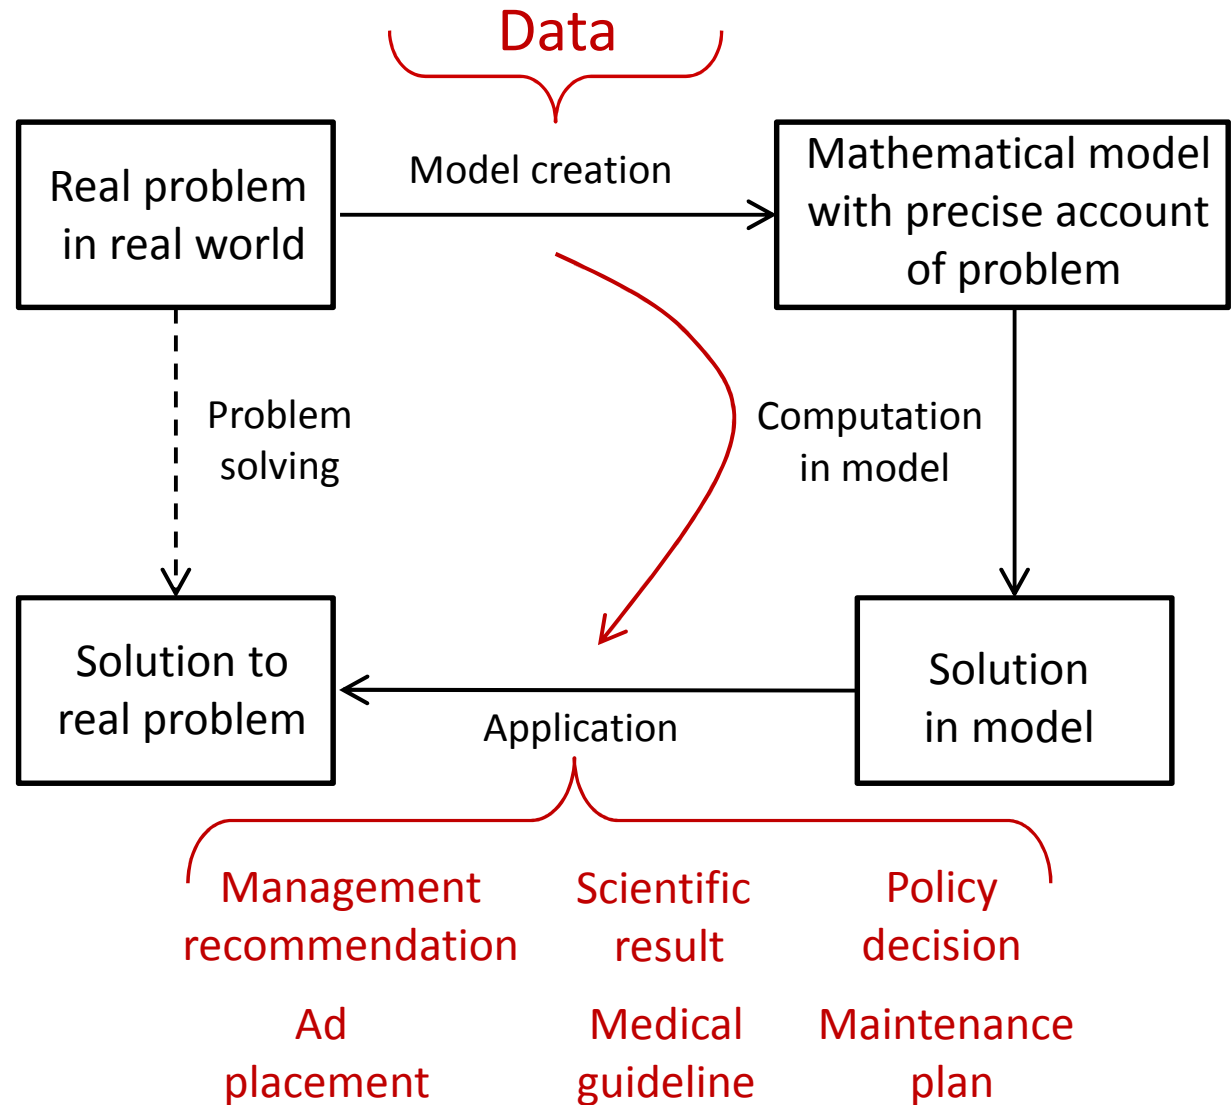 Data
Real problem
in real world
Model creation
Mathematical model
with precise account
of problem
Problem
solving
Computation
in model
Solution to
real problem
Application
Solution
in model
Management
recommendation
Scientific
result
Policy
decision
Ad
placement
Medical
guideline
Maintenance
plan